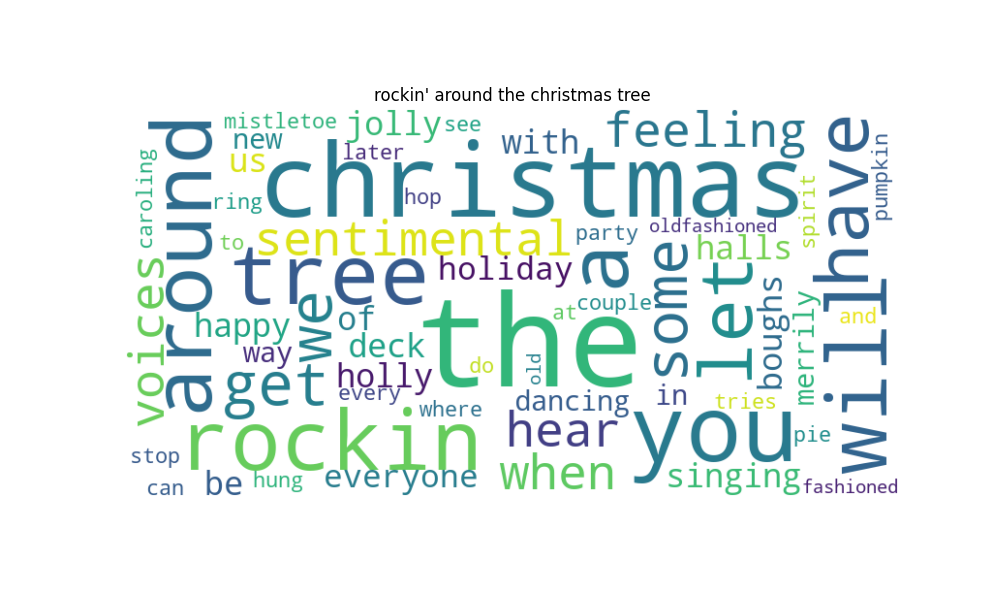 rockin' around the christmas tree
mistletoe jolly see with feeling
new later
us christmas have
caroling around ring hop spirit pumpkin
to sentimental party oldfashioned
tree holiday a some halls
voices the let
happy we of at couple boughs merrily and will
way deck
get holly every do old
where dancing in tries
rockin hear you pie
stop when
can be hung everyone singing fashioned